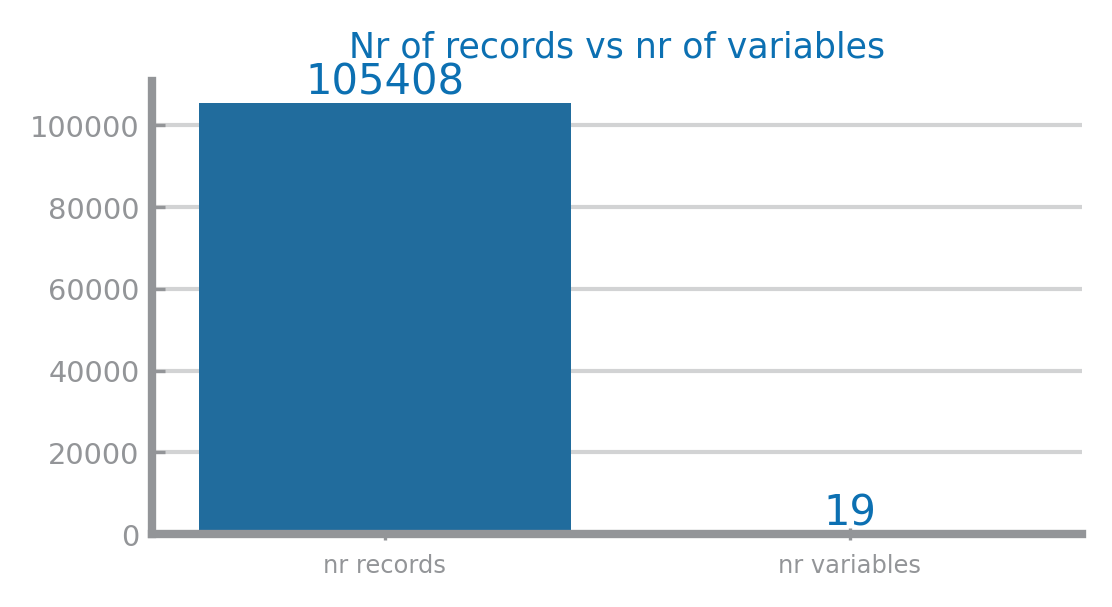 Nr of records vs nr of variables
105408
100000
80000
60000
40000
20000
0
19
nr records
nr variables